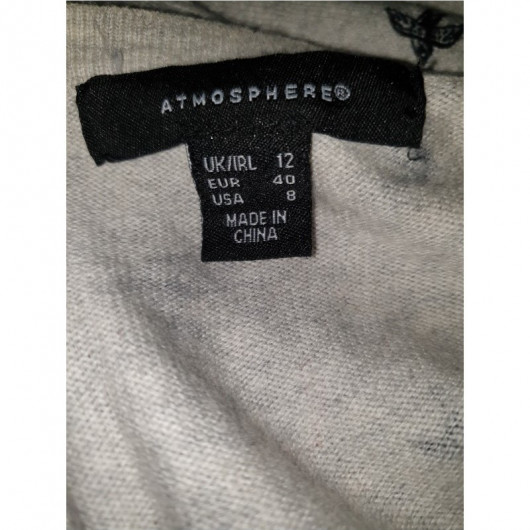 ATMOSPHERE®
UK/IRL 12
EUR 40
USA 8
MADE IN
CHINA